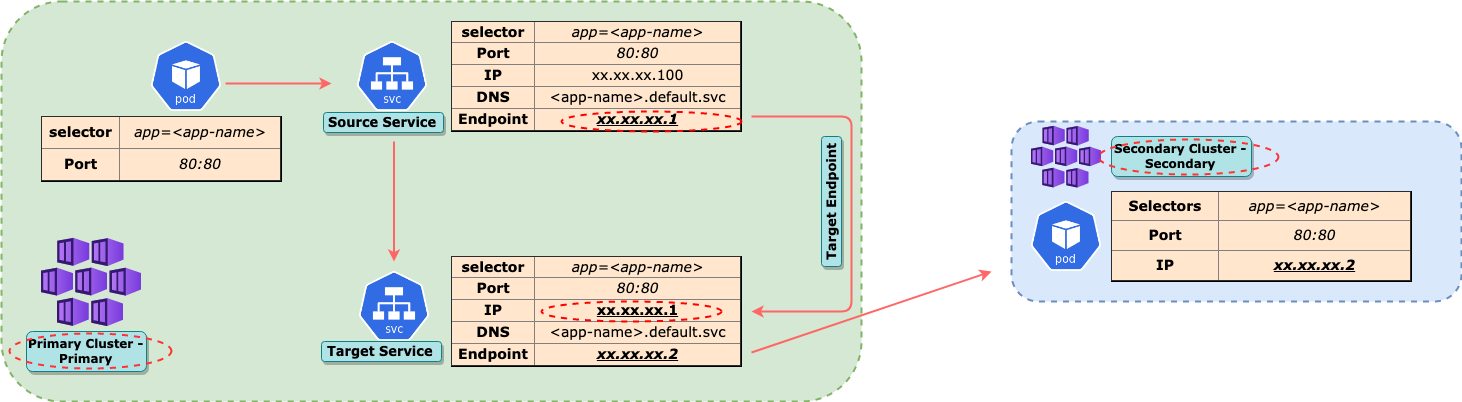 pod
selector app=<app-name>
Port 80:80
svc
Source Service
selector app=<app-name>
Port 80:80
IP xx.xx.xx.100
DNS <app-name>.default.svc
Endpoint xx.xx.xx.1
Target Endpoint
Primary Cluster -
Primary
svc
Target Service
selector app=<app-name>
Port 80:80
IP xx.xx.xx.1
DNS <app-name>.default.svc
Endpoint xx.xx.xx.2
Secondary Cluster -
Secondary
pod
Selectors app=<app-name>
Port 80:80
IP xx.xx.xx.2